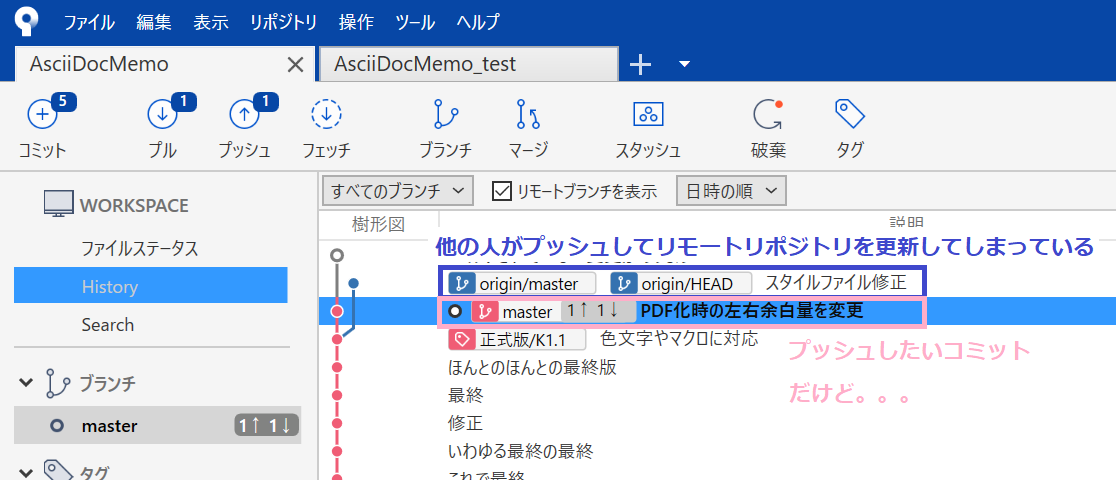 ファイル 編集 表示 リポジトリ 操作 ツール ヘルプ
AsciiDocMemo AsciiDocMemo_test
5 1 1
コミット プル プッシュ フェッチ ブランチ マージ スタッシュ 破棄 タグ
WORKSPACE
ファイルステータス
History
Search
ブランチ
master 1↑ 1↓
タグ
すべてのブランチ リモートブランチを表示 日時の順
樹形図 説明
他の人がプッシュしてリモートリポジトリを更新してしまっている
origin/master origin/HEAD スタイルファイル修正
master 1↑ 1↓ PDF化時の左右余白量を変更
正式版/K1.1 色文字やマクロに対応
プッシュしたいコミット
だけど。。。
ほんとのほんとの最終版
最終
修正
いわゆる最終の最終
これで最終